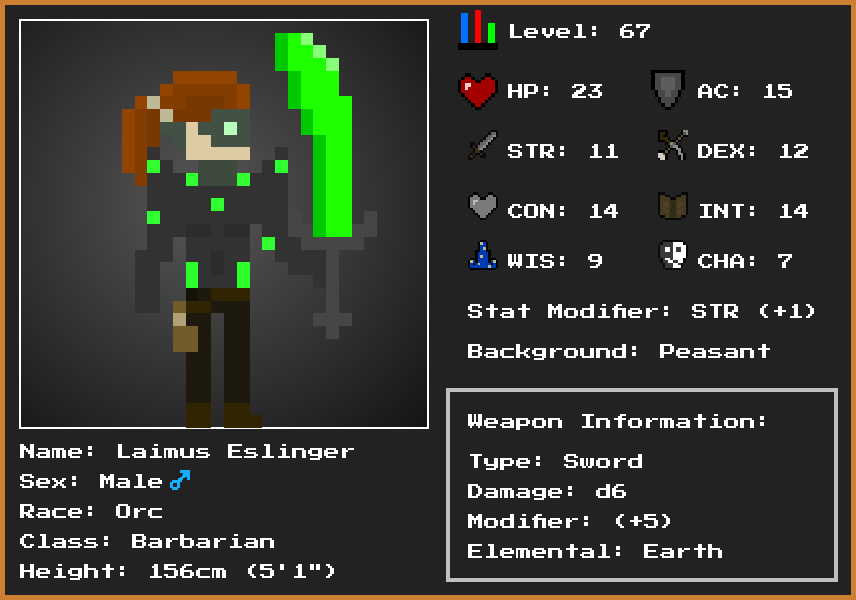 Level: 67
HP: 23
AC: 15
STR: 11
DEX: 12
CON: 14
INT: 14
WIS: 9
CHA: 7
Stat Modifier: STR (+1)
Background: Peasant
Weapon Information:
Type: Sword
Damage: d6
Modifier: (+5)
Elemental: Earth
Name: Laimus Eslinger
Sex: Male♂
Race: Orc
Class: Barbarian
Height: 156cm (5'1")